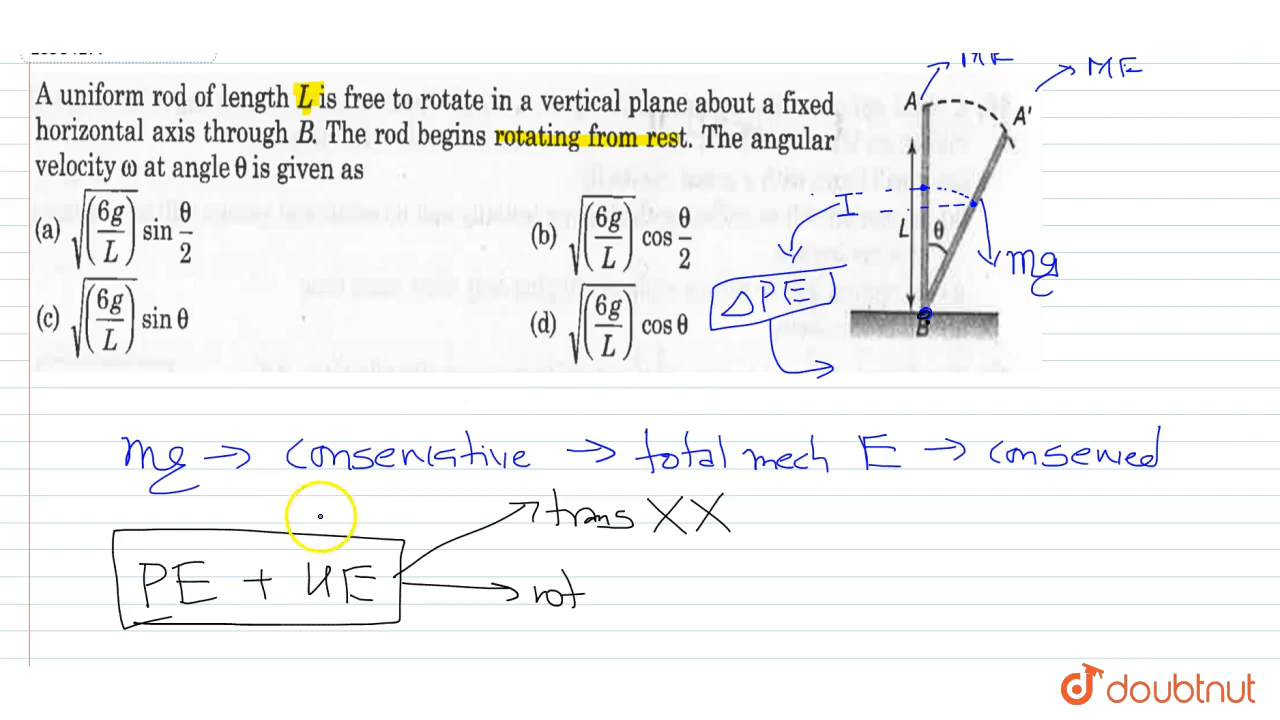 A uniform rod of length L is free to rotate in a vertical plane about a fixed
horizontal axis through B. The rod begins rotating from rest. The angular
velocity ω at angle θ is given as
(a) √(6g/L) sin θ/2
(b) √(6g/L) cos θ/2
(c) √(6g/L) sin θ
(d) √(6g/L) cos θ
ME
A
A'
L
θ
mg
B
ΔPE
mg → conservative → total mech E → conserved
trans XX
PE + KE
rot
doubtnut